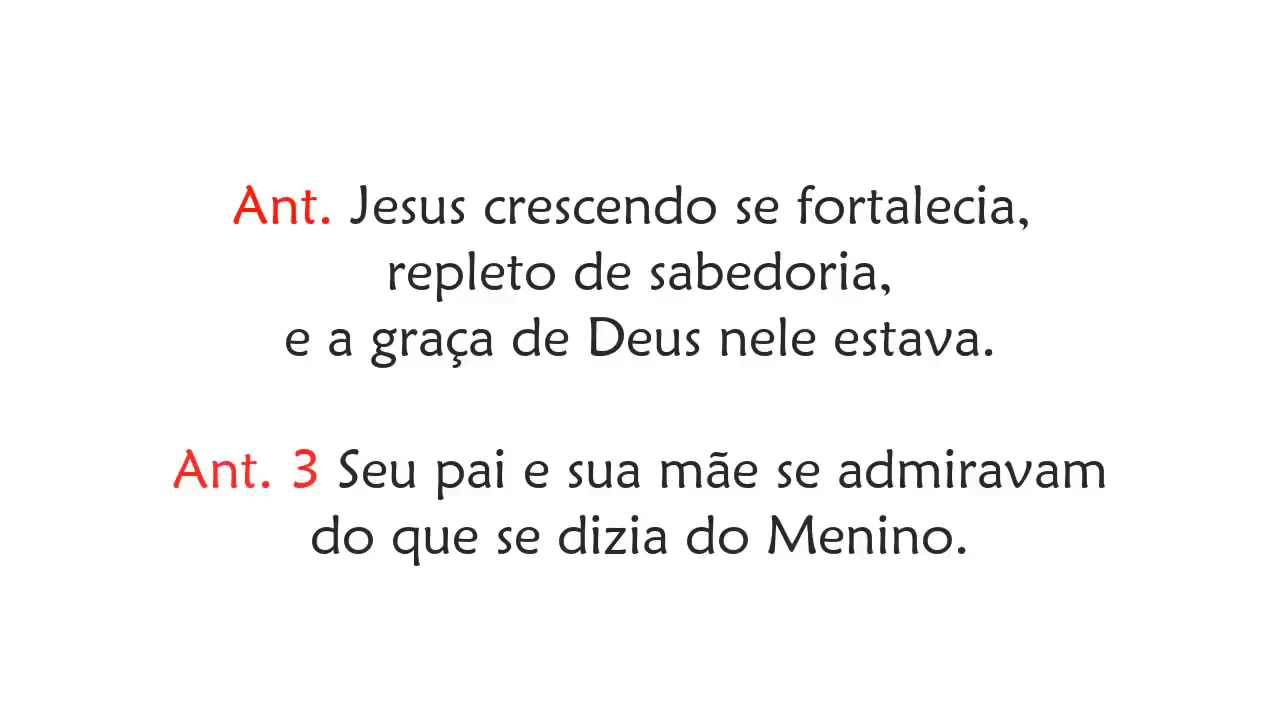 Ant. Jesus crescendo se fortalecia,
repleto de sabedoria,
e a graça de Deus nele estava.
Ant. 3 Seu pai e sua mãe se admiravam
do que se dizia do Menino.